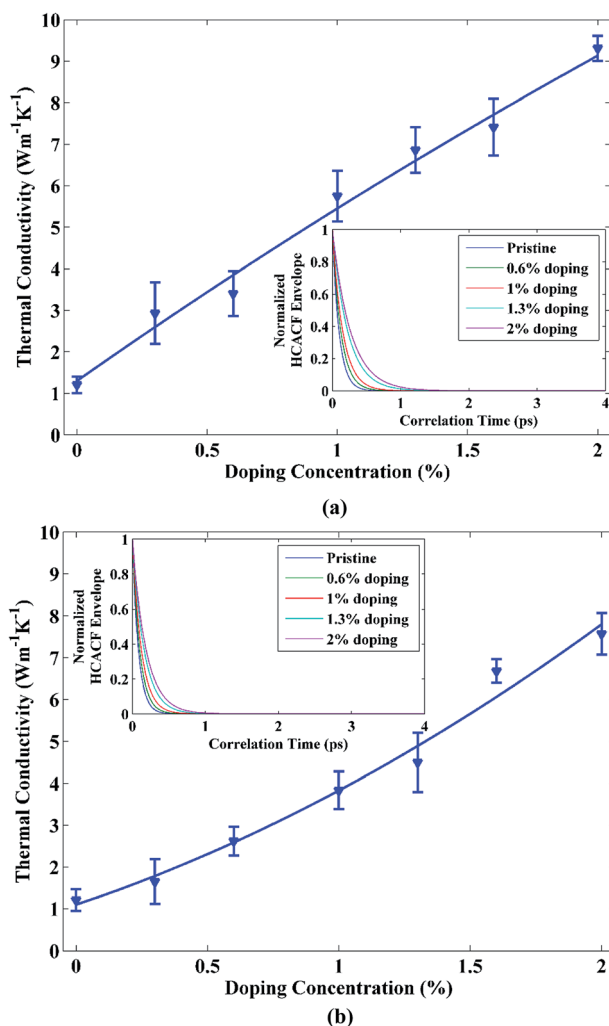 10
9
8
7
6
5
4
3
2
1
0
Thermal Conductivity (Wm⁻¹K⁻¹)
0
0.5
1
1.5
2
Doping Concentration (%)
1
0.8
0.6
0.4
0.2
0
Normalized
HCACF Envelope
Pristine
0.6% doping
1% doping
1.3% doping
2% doping
0
1
2
3
4
Correlation Time (ps)
(a)
10
9
8
7
6
5
4
3
2
1
0
Thermal Conductivity (Wm⁻¹K⁻¹)
1
0.8
0.6
0.4
0.2
0
Normalized
HCACF Envelope
Pristine
0.6% doping
1% doping
1.3% doping
2% doping
0
1
2
3
4
Correlation Time (ps)
0
0.5
1
1.5
2
Doping Concentration (%)
(b)